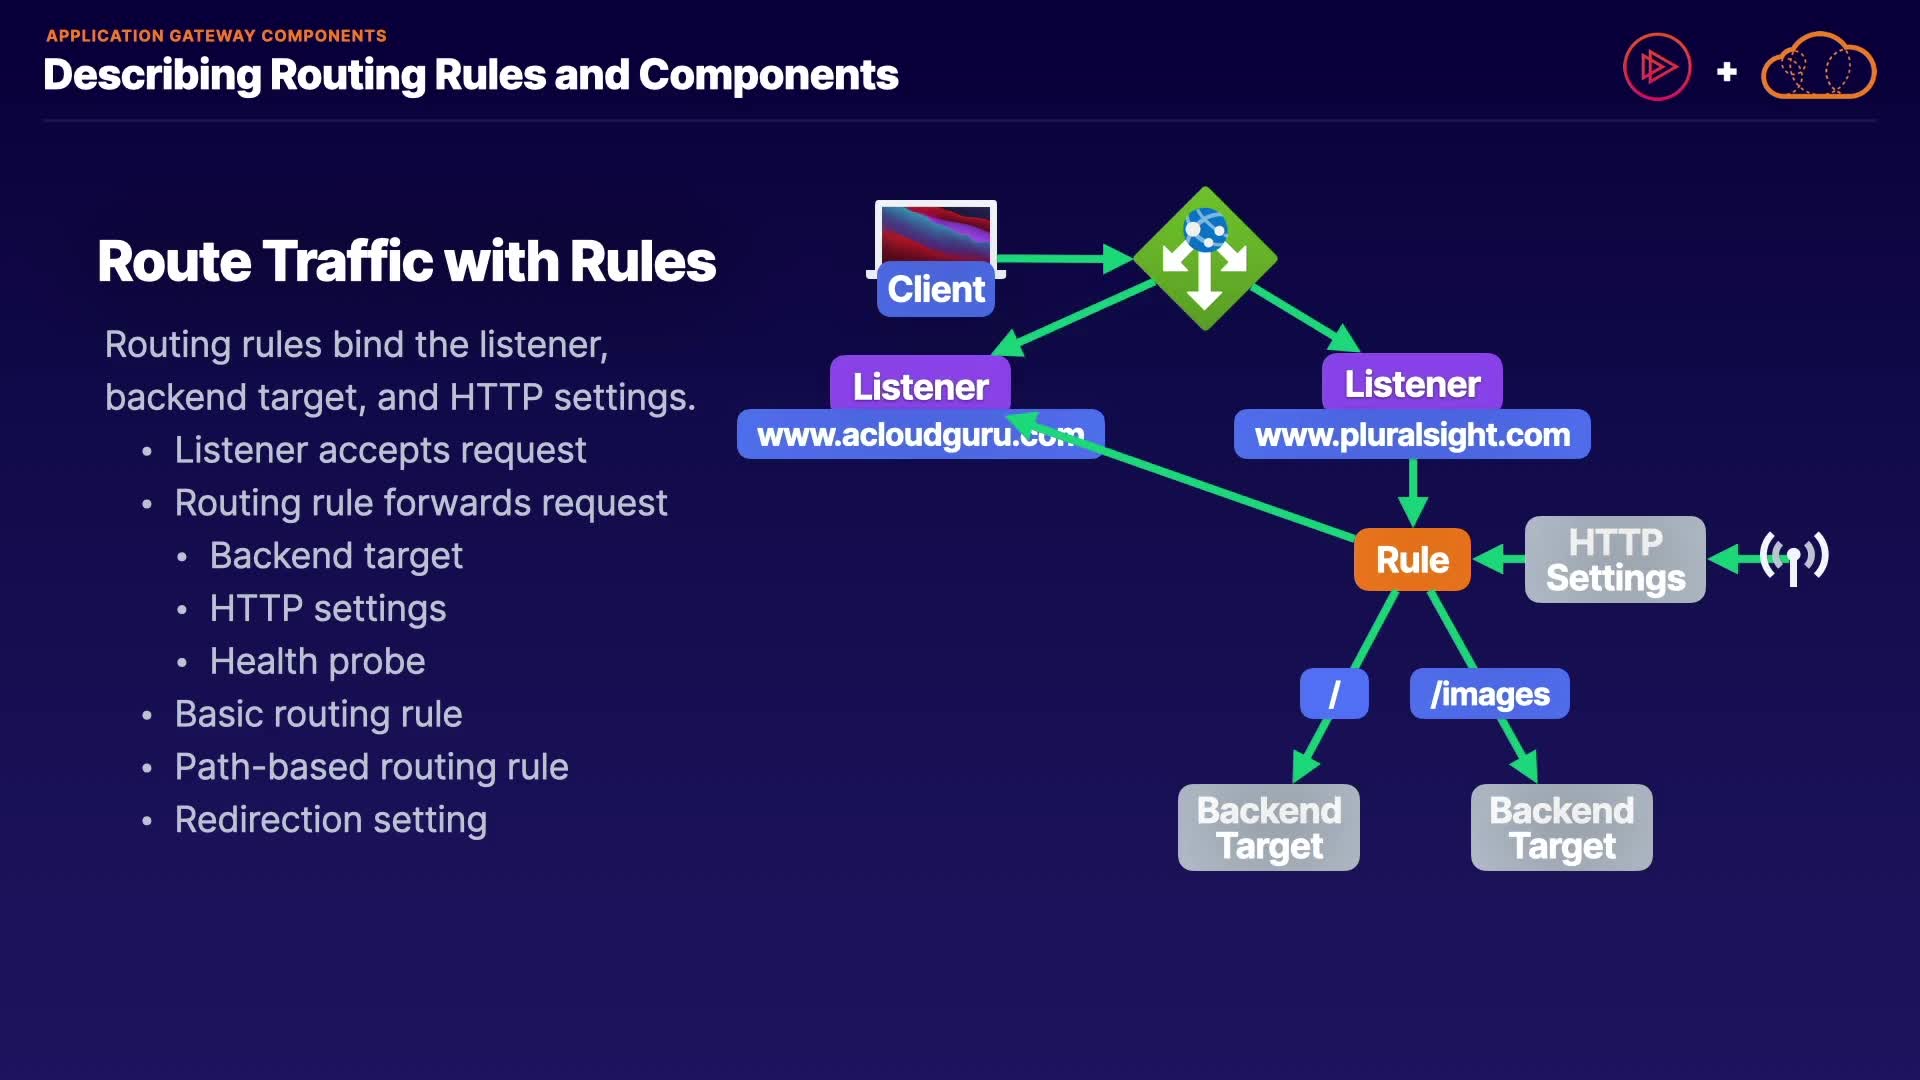 APPLICATION GATEWAY COMPONENTS
Describing Routing Rules and Components
Route Traffic with Rules
Routing rules bind the listener,
backend target, and HTTP settings.
• Listener accepts request
• Routing rule forwards request
• Backend target
• HTTP settings
• Health probe
• Basic routing rule
• Path-based routing rule
• Redirection setting
Client
Listener
www.acloudguru.com
Listener
www.pluralsight.com
Rule
HTTP
Settings
/
/images
Backend
Target
Backend
Target